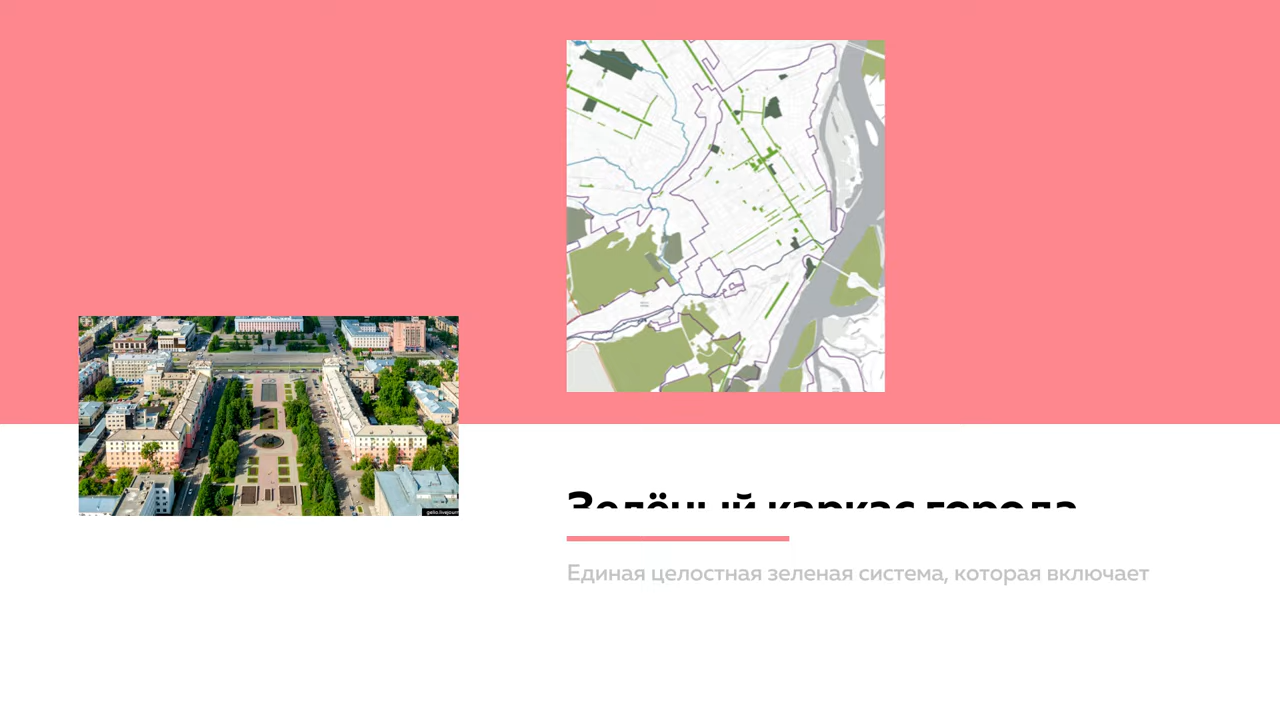 Зелёный каркас города
Единая целостная зеленая система, которая включает